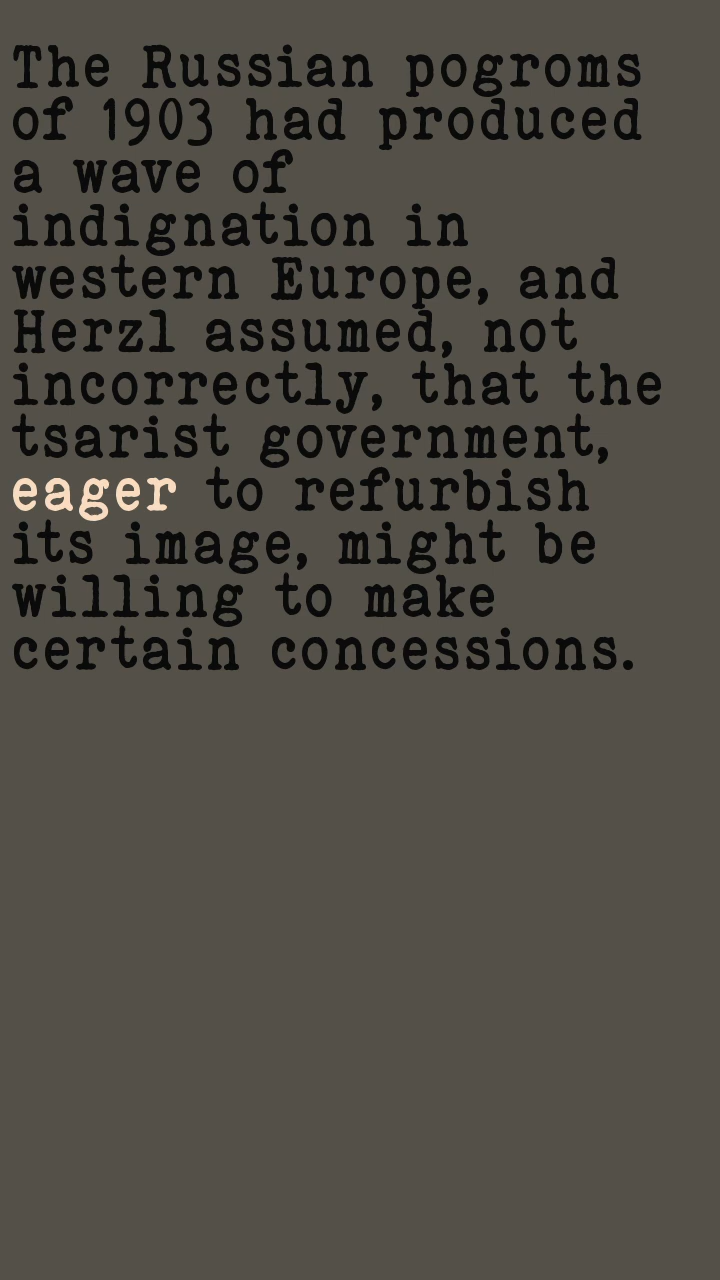 The Russian pogroms
of 1903 had produced
a wave of
indignation in
western Europe, and
Herzl assumed, not
incorrectly, that the
tsarist government,
eager to refurbish
its image, might be
willing to make
certain concessions.